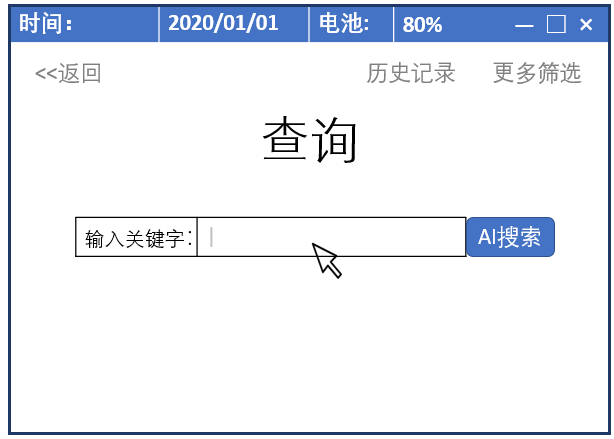 时间： 2020/01/01 电池: 80%
<<返回 历史记录 更多筛选
查询
输入关键字： AI搜索